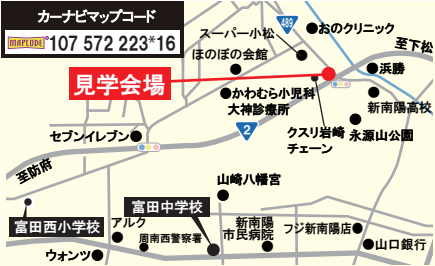 カーナビマップコード
MAPCODE® 107 572 223*16
見学会場
スーパー小松
ほのぼの会館
489
おのクリニック
至下松
浜勝
かわむら小児科
大神診療所
新南陽高校
クスリ岩崎
チェーン
永源山公園
2
セブンイレブン
至防府
山崎八幡宮
富田中学校
富田西小学校
アルク
周南西警察署
新南陽
市民病院
フジ新南陽店
山口銀行
ウォンツ